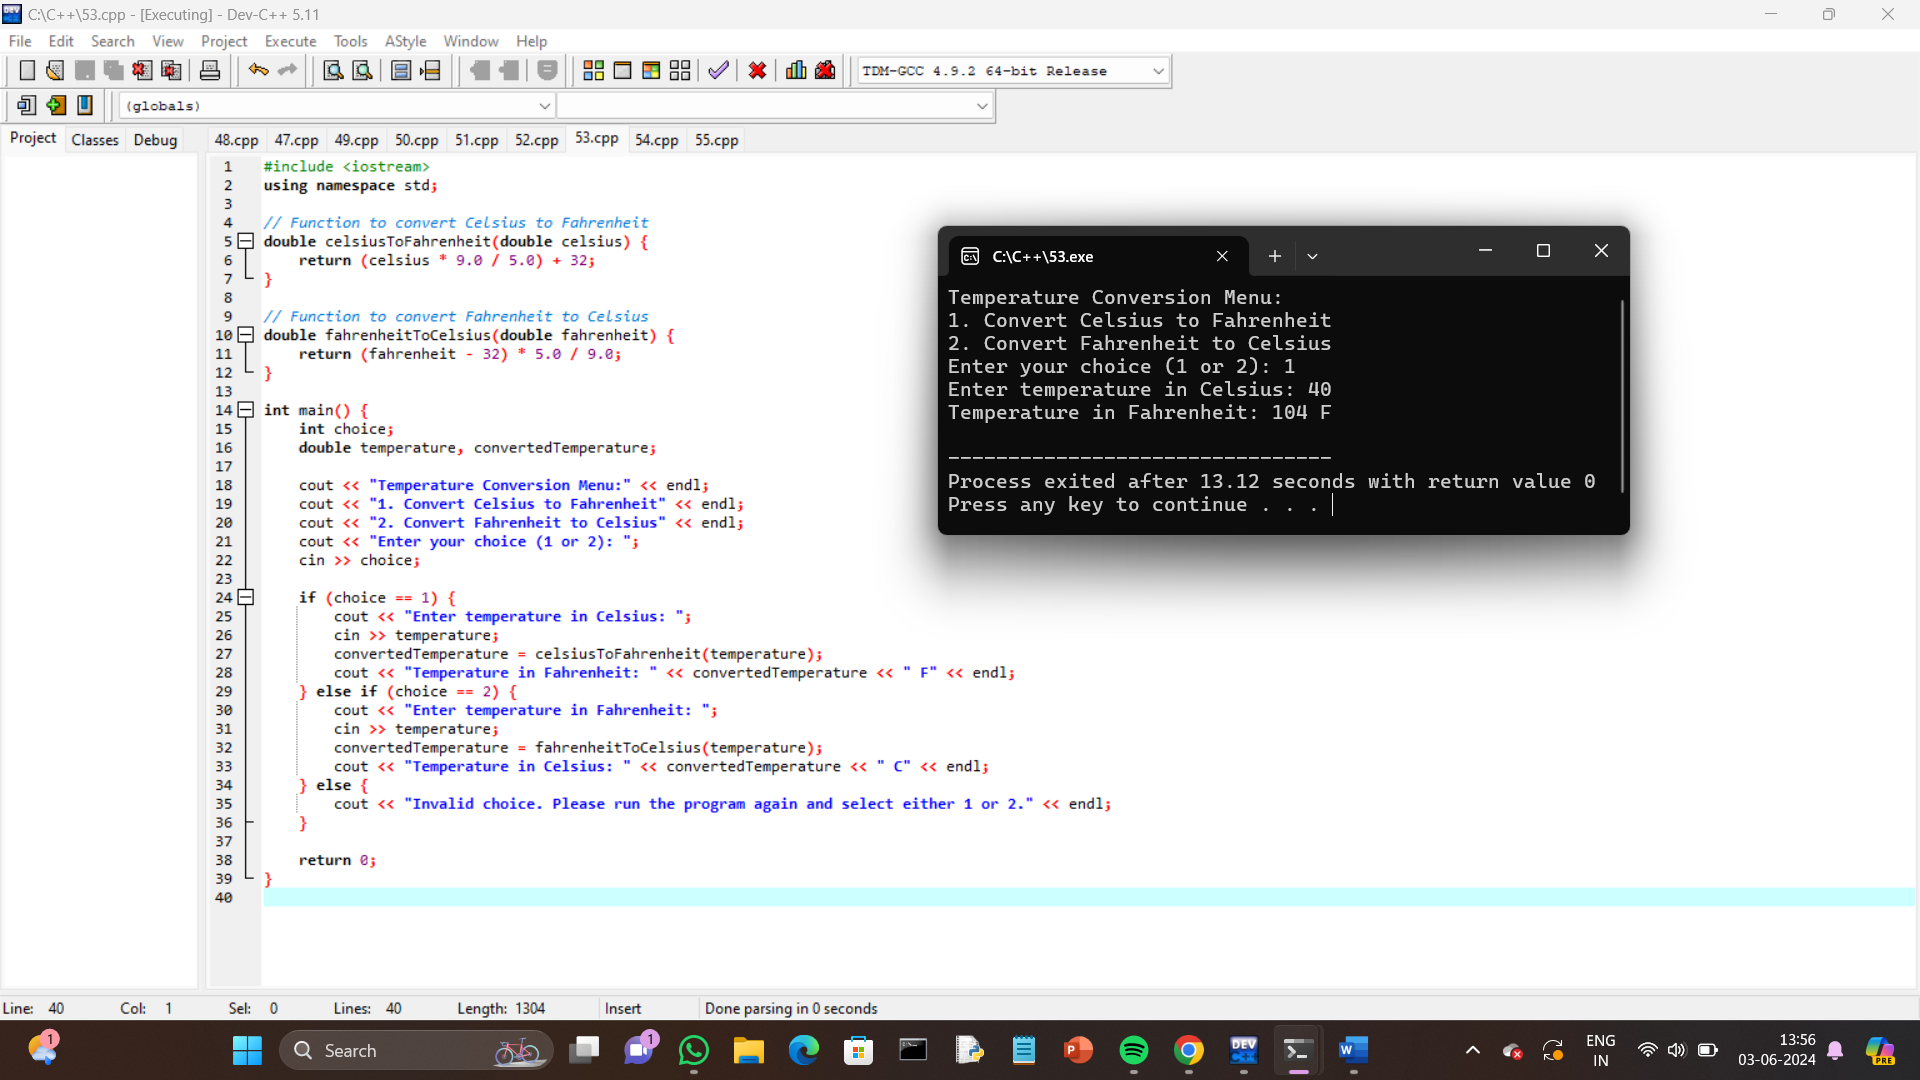 C:\C++\53.cpp - [Executing] - Dev-C++ 5.11
File Edit Search View Project Execute Tools AStyle Window Help
TDM-GCC 4.9.2 64-bit Release
(globals)
Project Classes Debug
48.cpp 47.cpp 49.cpp 50.cpp 51.cpp 52.cpp 53.cpp 54.cpp 55.cpp
1 #include <iostream>
2 using namespace std;
3
4 // Function to convert Celsius to Fahrenheit
5 double celsiusToFahrenheit(double celsius) {
6     return (celsius * 9.0 / 5.0) + 32;
7 }
8
9 // Function to convert Fahrenheit to Celsius
10 double fahrenheitToCelsius(double fahrenheit) {
11     return (fahrenheit - 32) * 5.0 / 9.0;
12 }
13
14 int main() {
15     int choice;
16     double temperature, convertedTemperature;
17
18     cout << "Temperature Conversion Menu:" << endl;
19     cout << "1. Convert Celsius to Fahrenheit" << endl;
20     cout << "2. Convert Fahrenheit to Celsius" << endl;
21     cout << "Enter your choice (1 or 2): ";
22     cin >> choice;
23
24     if (choice == 1) {
25         cout << "Enter temperature in Celsius: ";
26         cin >> temperature;
27         convertedTemperature = celsiusToFahrenheit(temperature);
28         cout << "Temperature in Fahrenheit: " << convertedTemperature << " F" << endl;
29     } else if (choice == 2) {
30         cout << "Enter temperature in Fahrenheit: ";
31         cin >> temperature;
32         convertedTemperature = fahrenheitToCelsius(temperature);
33         cout << "Temperature in Celsius: " << convertedTemperature << " C" << endl;
34     } else {
35         cout << "Invalid choice. Please run the program again and select either 1 or 2." << endl;
36     }
37
38     return 0;
39 }
40
C:\C++\53.exe
Temperature Conversion Menu:
1. Convert Celsius to Fahrenheit
2. Convert Fahrenheit to Celsius
Enter your choice (1 or 2): 1
Enter temperature in Celsius: 40
Temperature in Fahrenheit: 104 F
--------------------------------
Process exited after 13.12 seconds with return value 0
Press any key to continue . . .
Line: 40 Col: 1 Sel: 0 Lines: 40 Length: 1304 Insert Done parsing in 0 seconds
1
Search
1
DEV
ENG
IN
13:56
03-06-2024
PRE